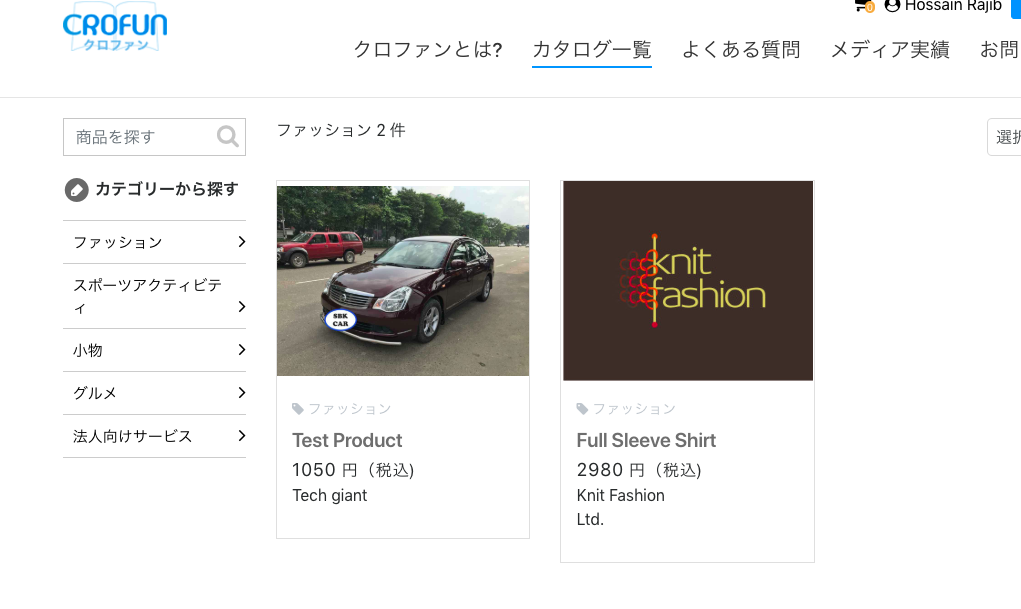 CROFUN
クロファン
0 Hossain Rajib
クロファンとは? カタログ一覧 よくある質問 メディア実績 お問
商品を探す
ファッション 2 件
選択
カテゴリーから探す
ファッション
スポーツアクティビテ
ィ
小物
グルメ
法人向けサービス
SBK
CAR
ファッション
Test Product
1050 円（税込)
Tech giant
knit
fashion
ファッション
Full Sleeve Shirt
2980 円（税込)
Knit Fashion
Ltd.